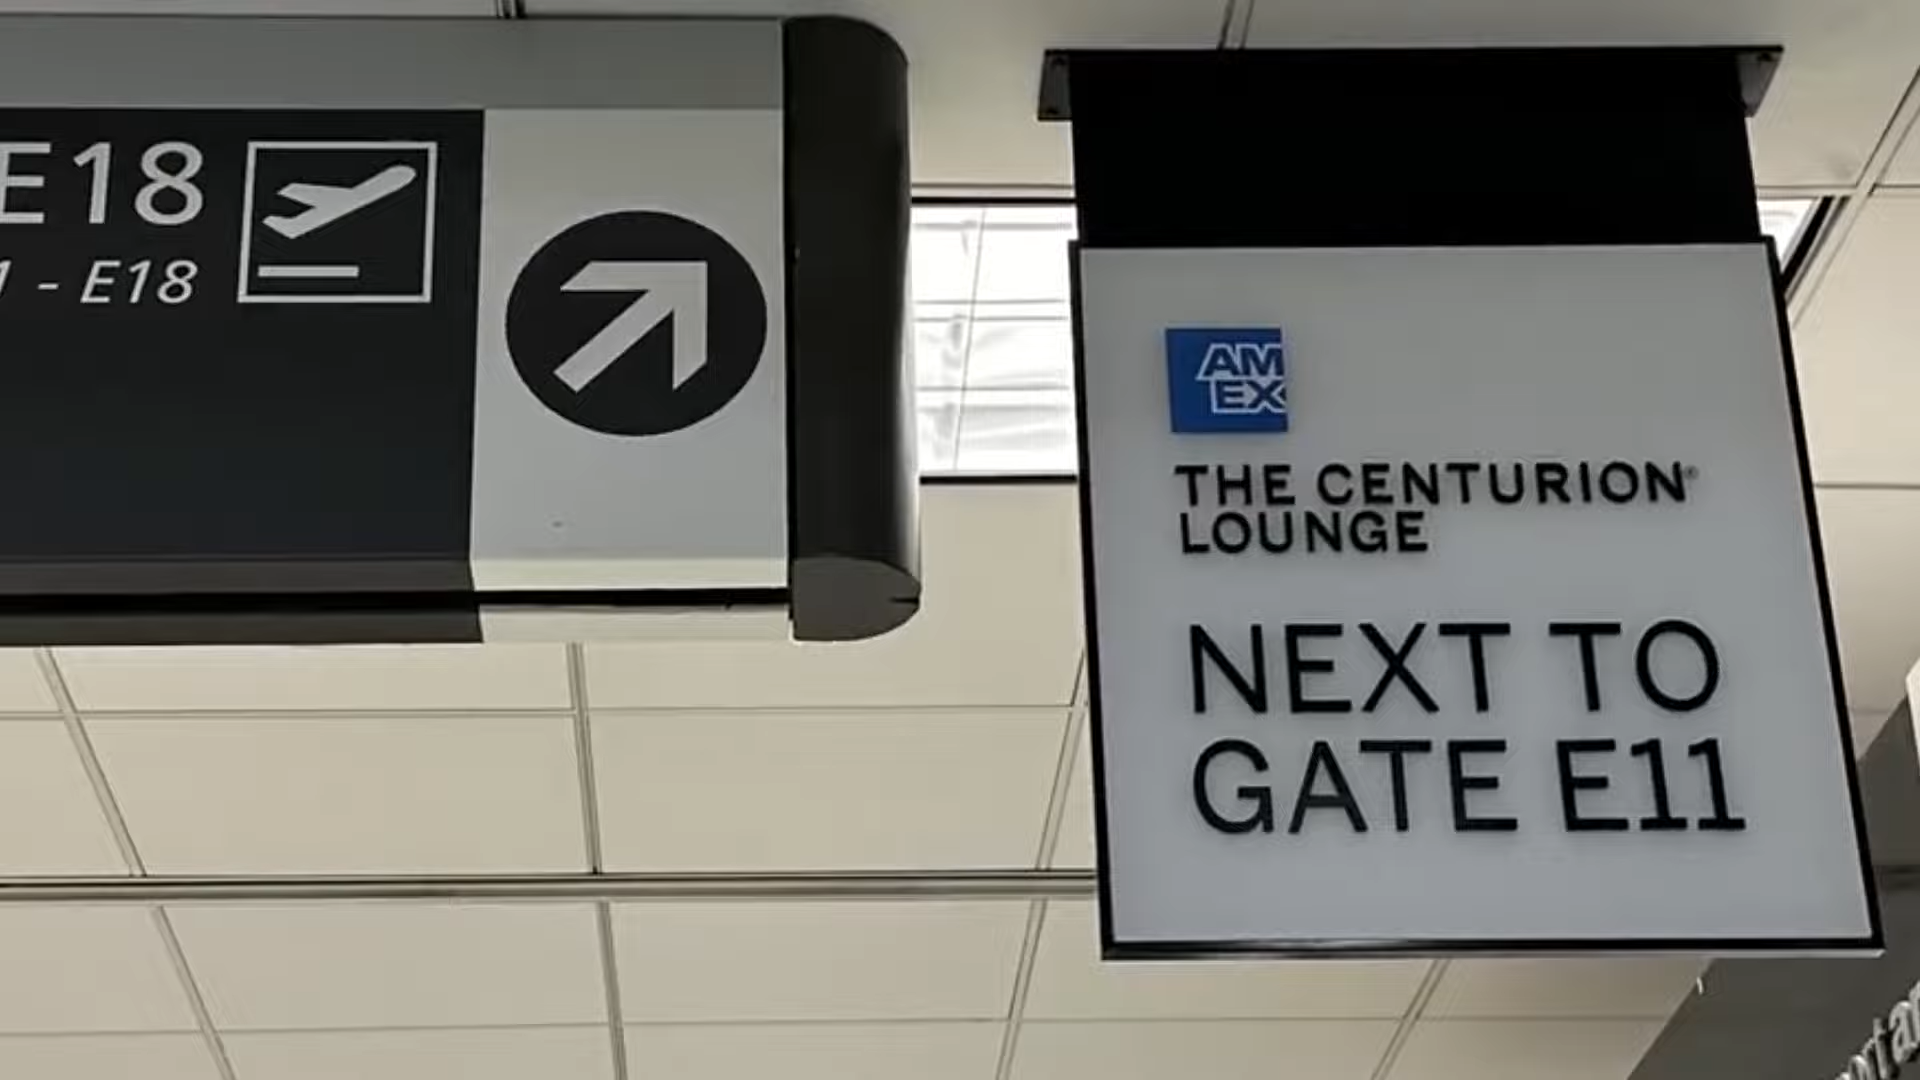 E18
- E18
AM
EX
THE CENTURION®
LOUNGE
NEXT TO
GATE E11